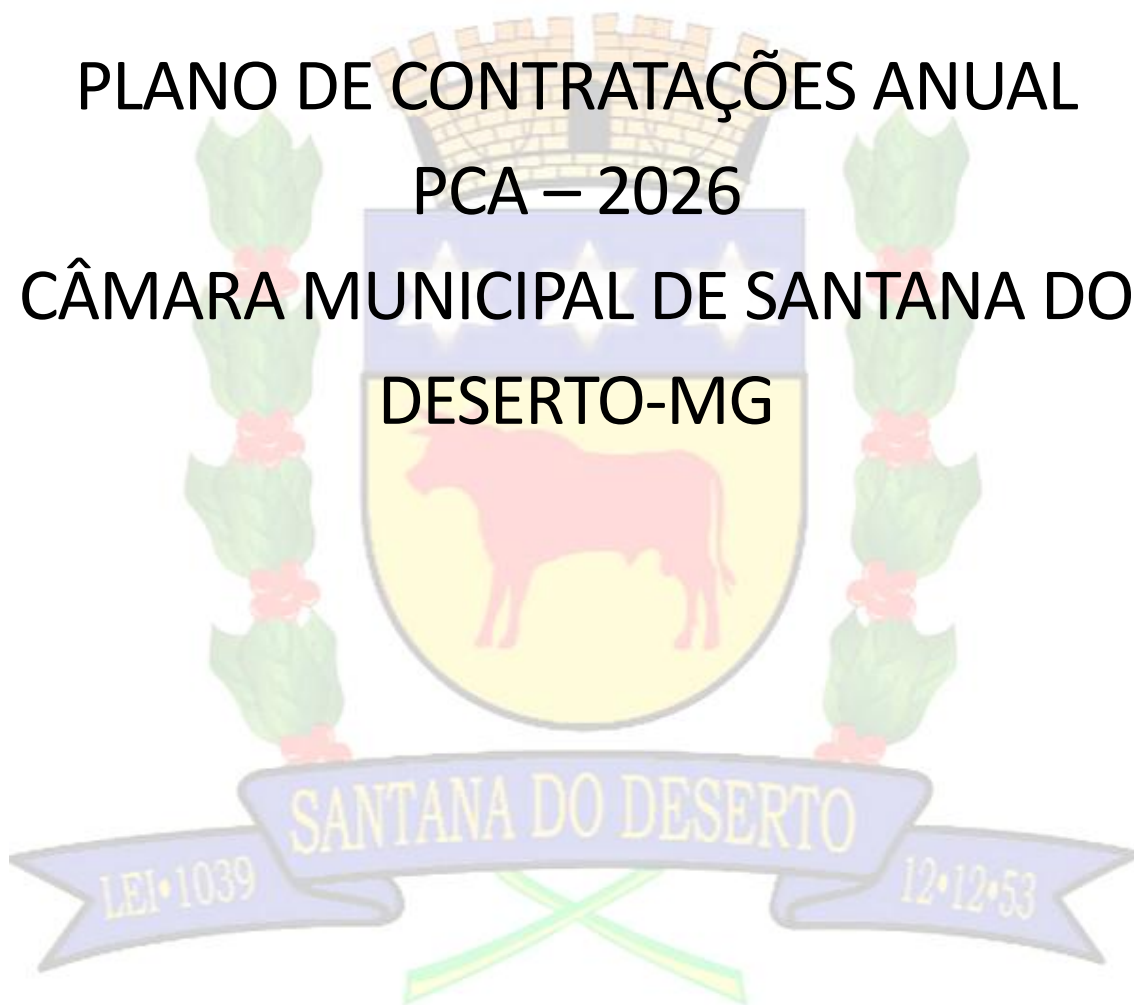 PLANO DE CONTRATAÇÕES ANUAL
PCA – 2026
CÂMARA MUNICIPAL DE SANTANA DO
DESERTO-MG
SANTANA DO DESERTO
LEI•1039
12•12•53